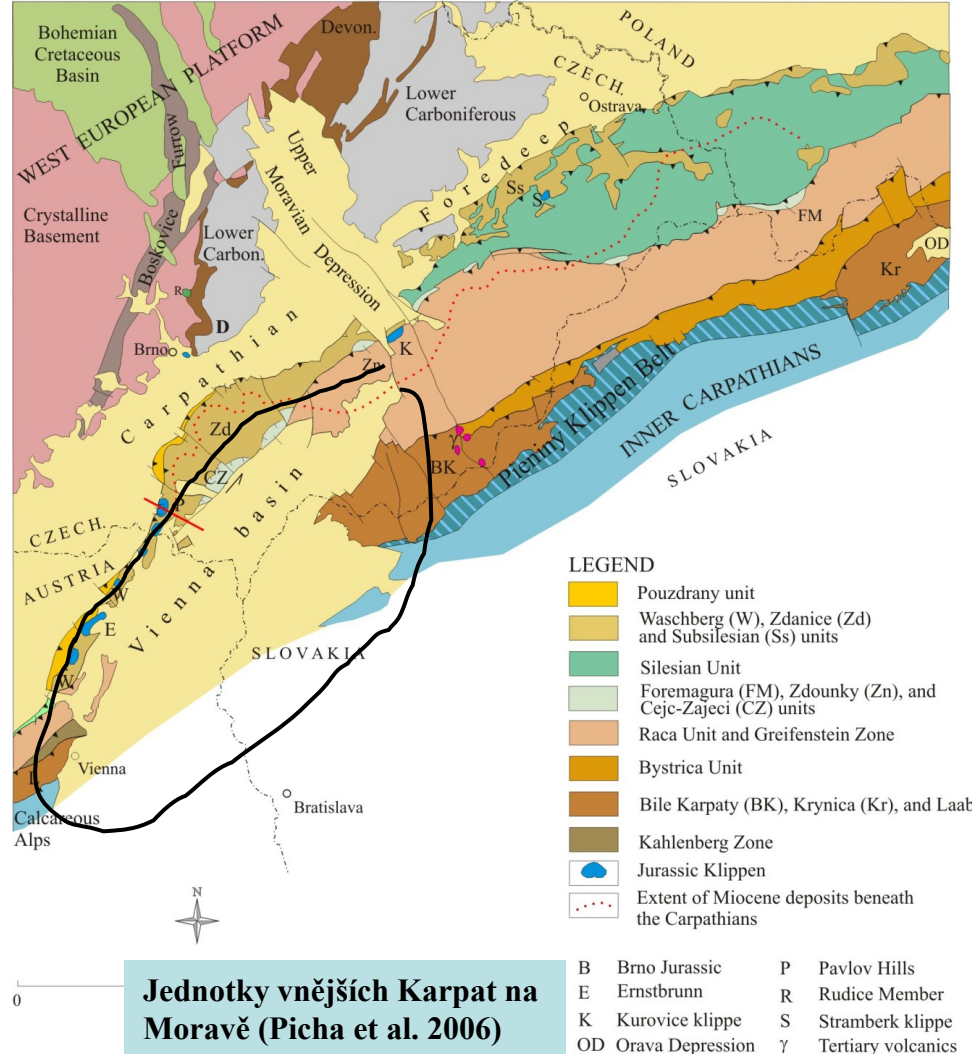 Bohemian
Cretaceous
Basin
WEST EUROPEAN PLATFORM
Devon.
POLAND
CZECH.
Ostrava
Lower
Carboniferous
Furrow
Boskovice
Upper
Moravian Depression
Foredeep
Carpathian
Ss
S
FM
OD
Kr
Crystalline
Basement
Lower
Carbon.
R
D
Brno
K
Zn
Zd
CZ
P
γ
BK
Pieniny Klippen Belt
INNER CARPATHIANS
SLOVAKIA
CZECH.
AUSTRIA
Vienna basin
W
E
W
SLOVAKIA
Vienna
L
Bratislava
Calcareous
Alps
N
0
LEGEND
Pouzdrany unit
Waschberg (W), Zdanice (Zd)
and Subsilesian (Ss) units
Silesian Unit
Foremagura (FM), Zdounky (Zn), and
Cejc-Zajeci (CZ) units
Raca Unit and Greifenstein Zone
Bystrica Unit
Bile Karpaty (BK), Krynica (Kr), and Laab
Kahlenberg Zone
Jurassic Klippen
Extent of Miocene deposits beneath
the Carpathians
B Brno Jurassic
E Ernstbrunn
K Kurovice klippe
OD Orava Depression
P Pavlov Hills
R Rudice Member
S Stramberk klippe
γ Tertiary volcanics
Jednotky vnějších Karpat na
Moravě (Picha et al. 2006)